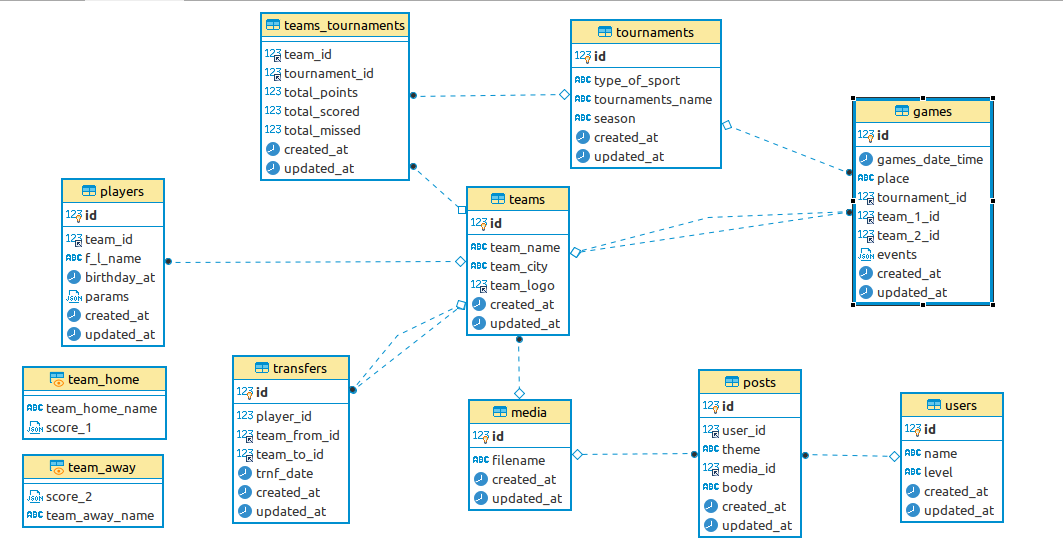 teams_tournaments
123 team_id
123 tournament_id
123 total_points
123 total_scored
123 total_missed
created_at
updated_at
tournaments
123 id
ABC type_of_sport
ABC tournaments_name
ABC season
created_at
updated_at
games
123 id
games_date_time
ABC place
123 tournament_id
123 team_1_id
123 team_2_id
JSON events
created_at
updated_at
players
123 id
123 team_id
ABC f_l_name
birthday_at
JSON params
created_at
updated_at
teams
123 id
ABC team_name
ABC team_city
123 team_logo
created_at
updated_at
team_home
ABC team_home_name
JSON score_1
team_away
JSON score_2
ABC team_away_name
transfers
123 id
123 player_id
123 team_from_id
123 team_to_id
trnf_date
created_at
updated_at
media
123 id
ABC filename
created_at
updated_at
posts
123 id
123 user_id
ABC theme
123 media_id
ABC body
created_at
updated_at
users
123 id
ABC name
ABC level
created_at
updated_at